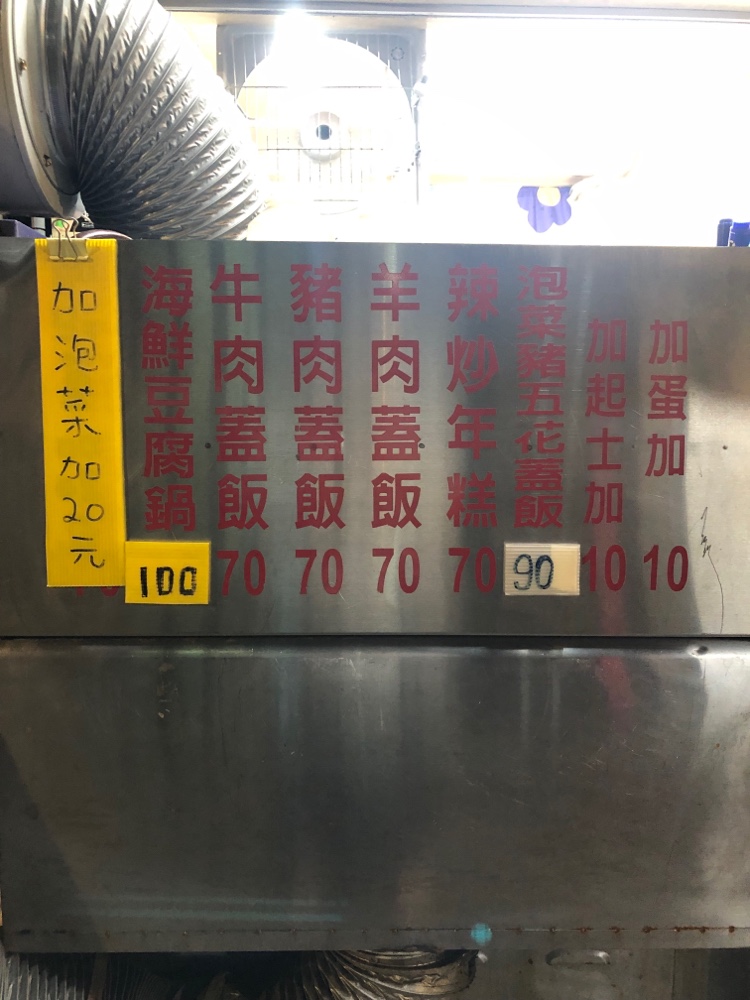 加泡菜加20元
海鮮豆腐鍋 100
牛肉蓋飯 70
豬肉蓋飯 70
羊肉蓋飯 70
辣炒年糕 70
泡菜豬五花蓋飯 90
加起士加 10
加蛋加 10